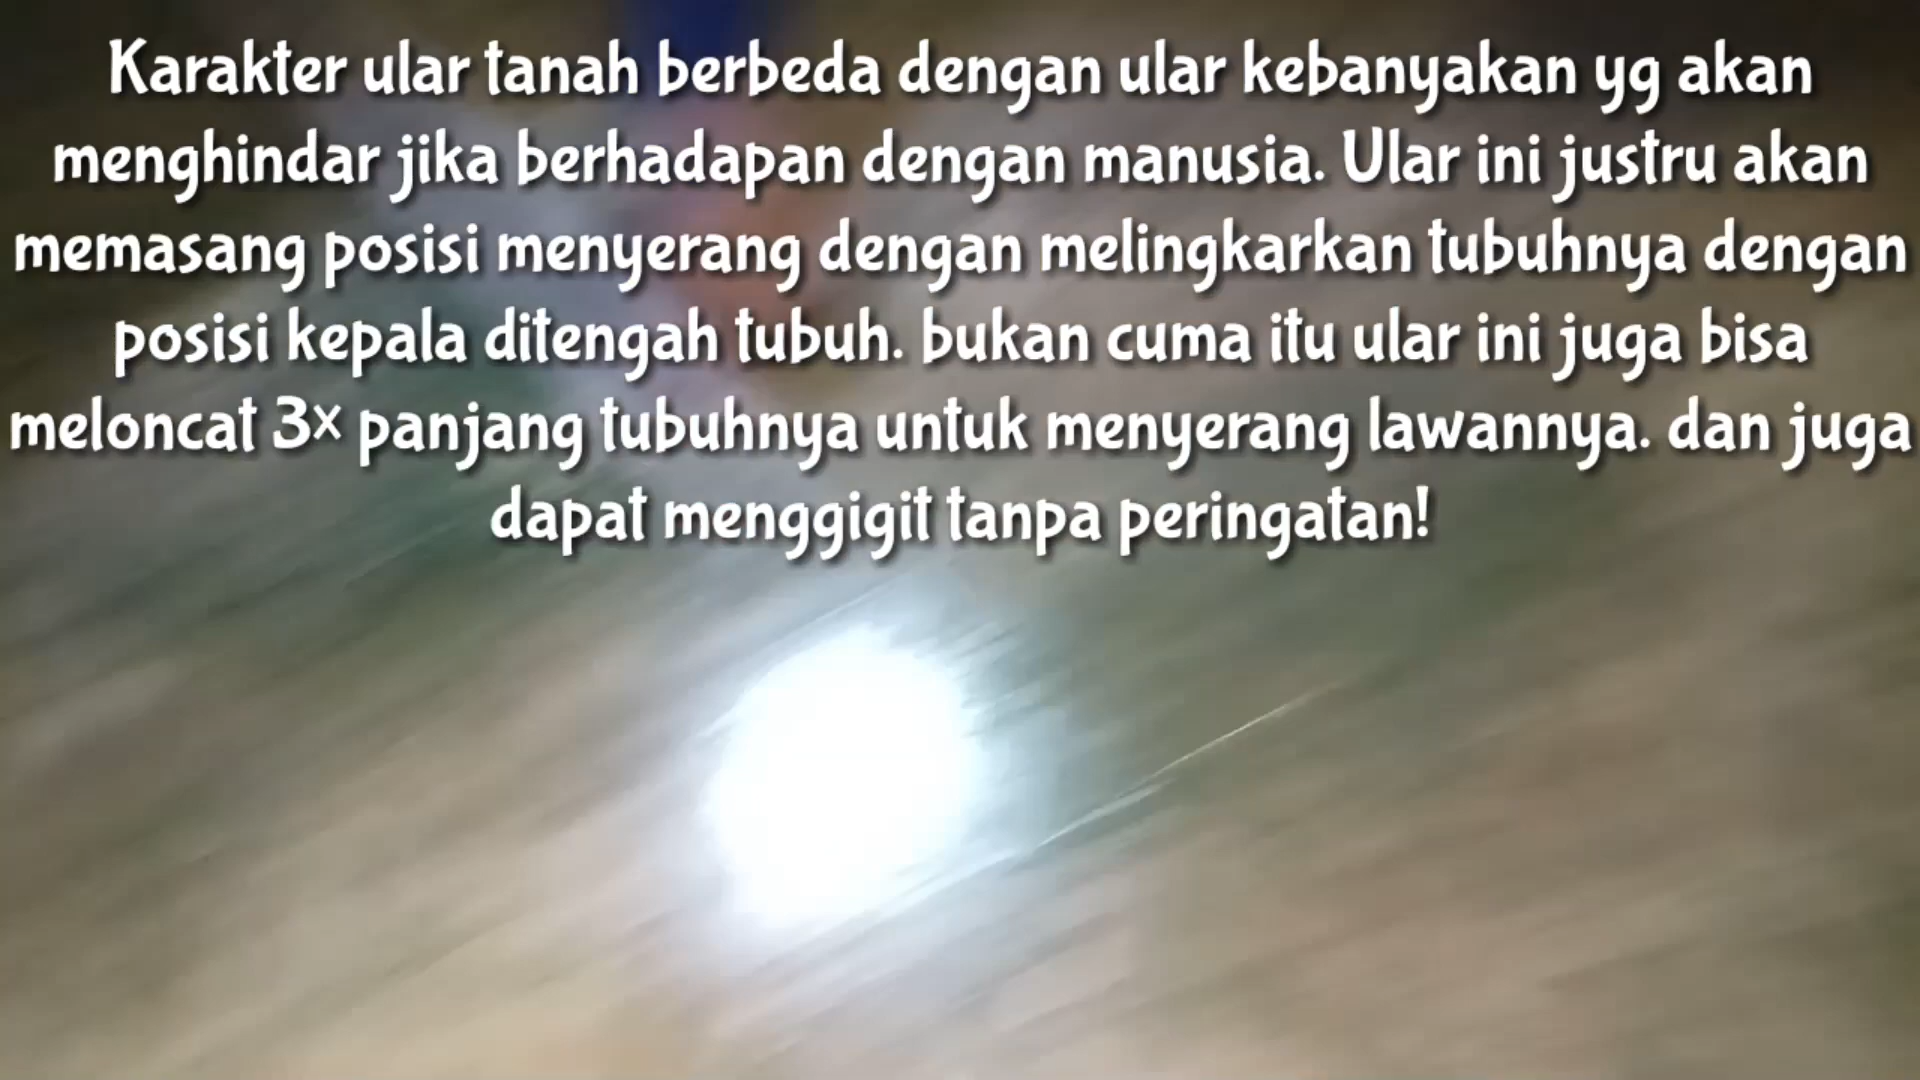 Karakter ular tanah berbeda dengan ular kebanyakan yg akan
menghindar jika berhadapan dengan manusia. Ular ini justru akan
memasang posisi menyerang dengan melingkarkan tubuhnya dengan
posisi kepala ditengah tubuh. bukan cuma itu ular ini juga bisa
meloncat 3x panjang tubuhnya untuk menyerang lawannya. dan juga
dapat menggigit tanpa peringatan!